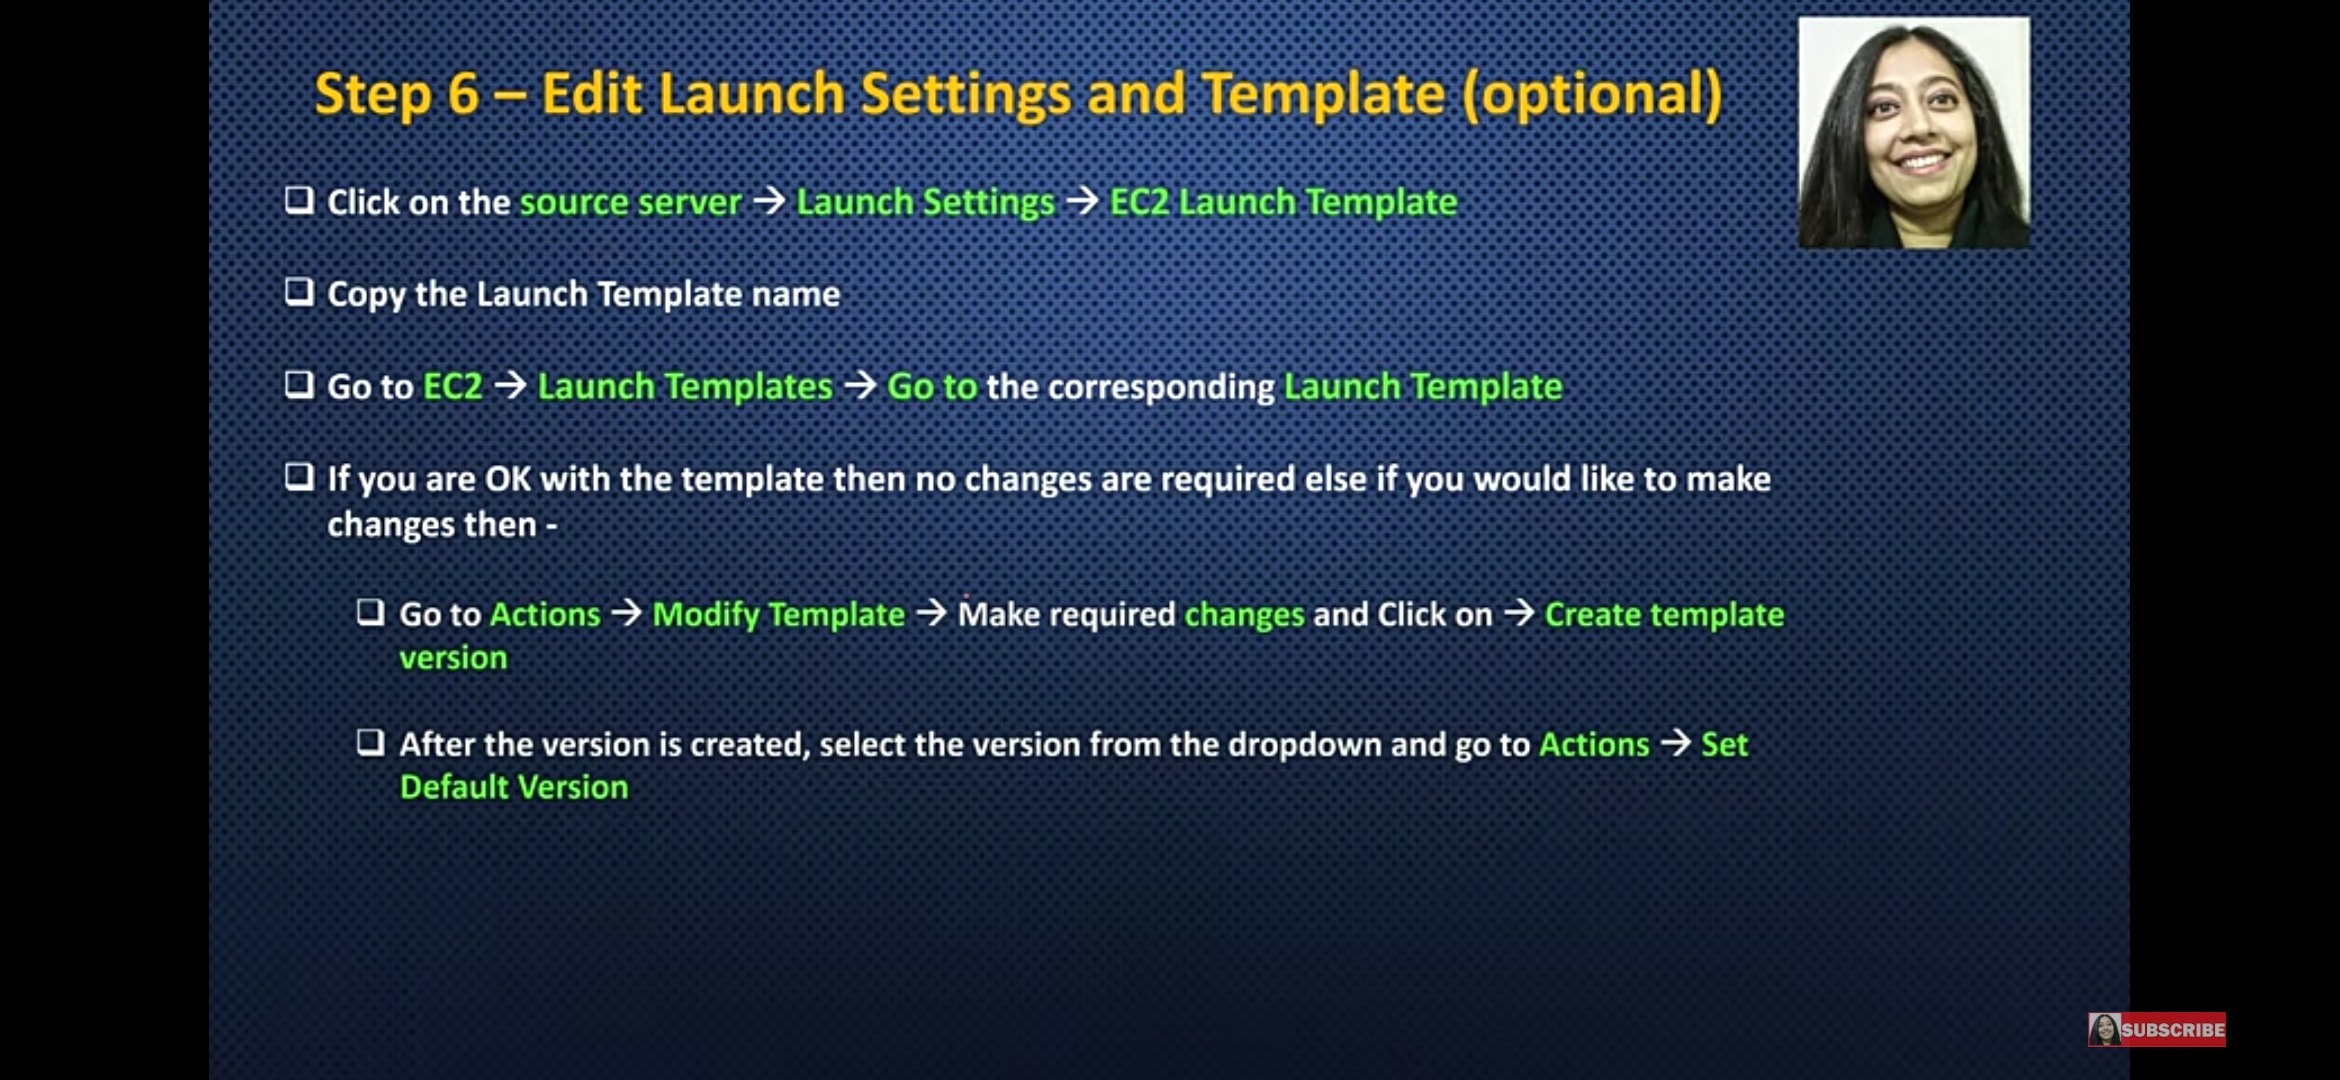 Step 6 – Edit Launch Settings and Template (optional)
❑ Click on the source server → Launch Settings → EC2 Launch Template
❑ Copy the Launch Template name
❑ Go to EC2 → Launch Templates → Go to the corresponding Launch Template
❑ If you are OK with the template then no changes are required else if you would like to make
changes then -
❑ Go to Actions → Modify Template → Make required changes and Click on → Create template
version
❑ After the version is created, select the version from the dropdown and go to Actions → Set
Default Version
SUBSCRIBE